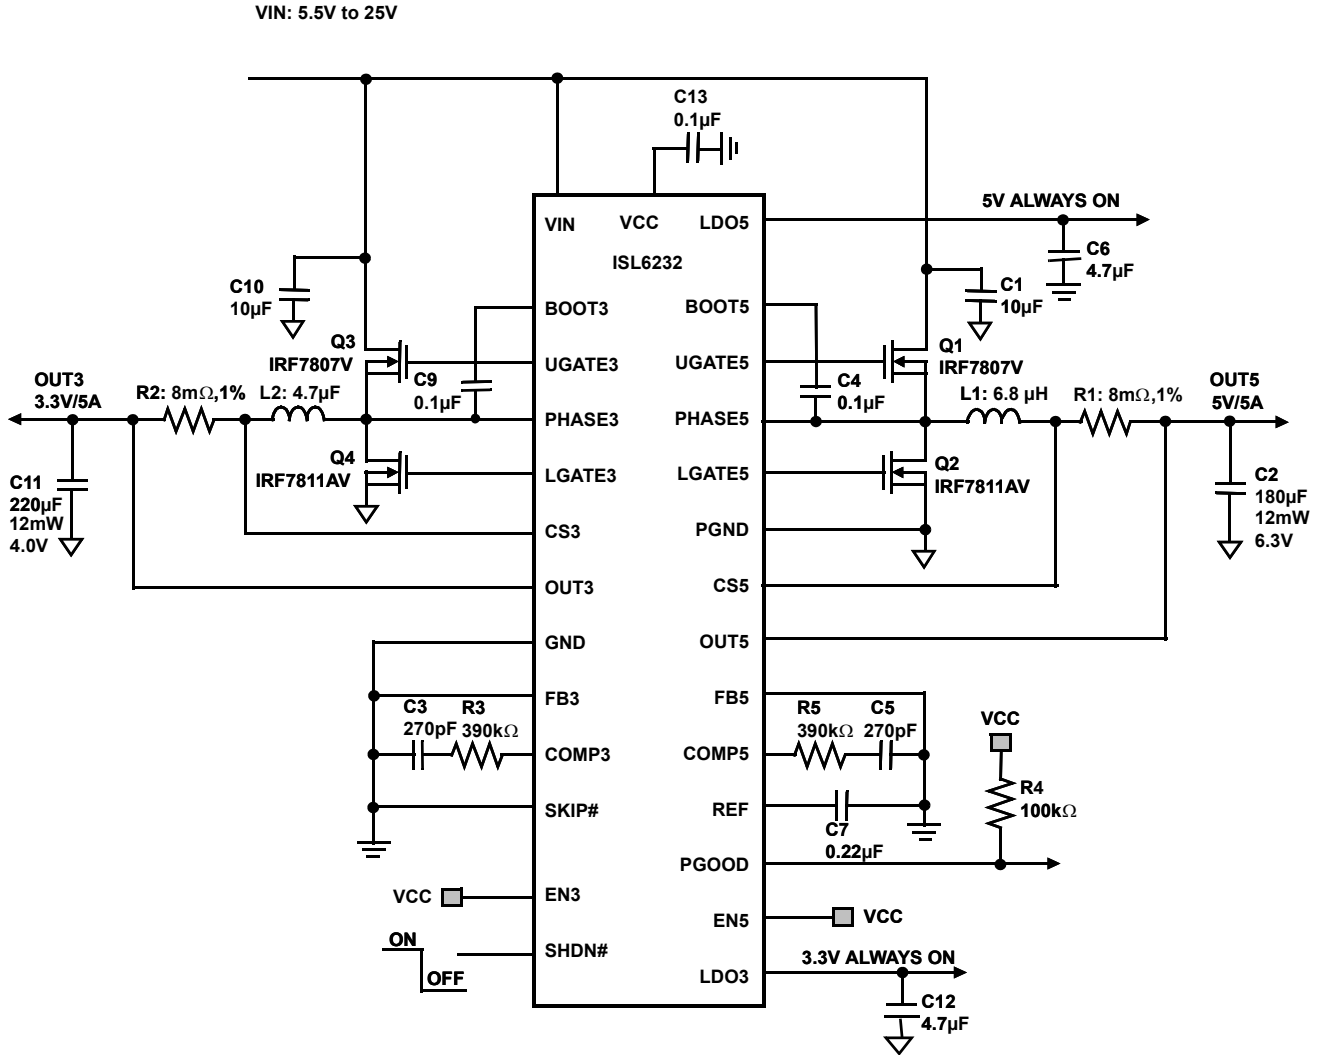 VIN: 5.5V to 25V
C13
0.1µF
VIN
VCC
LDO5
5V ALWAYS ON
ISL6232
C6
4.7µF
C10
10µF
C1
10µF
BOOT3
BOOT5
Q3
IRF7807V
UGATE3
UGATE5
Q1
IRF7807V
C9
0.1µF
C4
0.1µF
OUT3
3.3V/5A
R2: 8mΩ,1%
L2: 4.7µF
PHASE3
PHASE5
L1: 6.8 µH
R1: 8mΩ,1%
OUT5
5V/5A
Q4
IRF7811AV
LGATE3
LGATE5
Q2
IRF7811AV
C11
220µF
12mW
4.0V
C2
180µF
12mW
6.3V
CS3
PGND
OUT3
CS5
GND
OUT5
FB3
FB5
C3
270pF
R3
390kΩ
COMP3
COMP5
R5
390kΩ
C5
270pF
VCC
R4
100kΩ
SKIP#
REF
C7
0.22µF
PGOOD
VCC
EN3
EN5
VCC
ON
OFF
SHDN#
LDO3
3.3V ALWAYS ON
C12
4.7µF